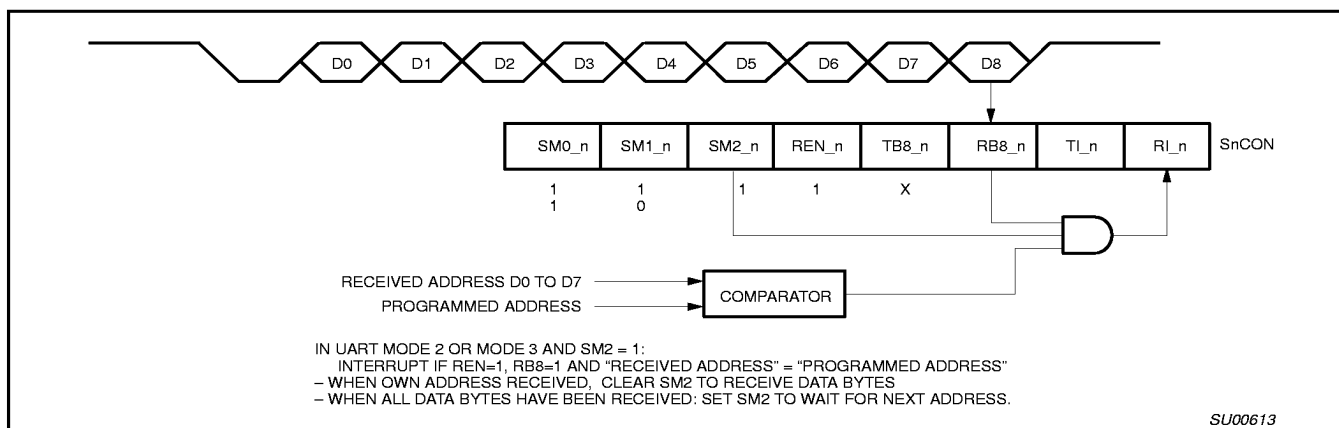 D0 D1 D2 D3 D4 D5 D6 D7 D8
SM0_n SM1_n SM2_n REN_n TB8_n RB8_n TI_n RI_n SnCON
1 1 1 1 X
1 0
RECEIVED ADDRESS D0 TO D7
PROGRAMMED ADDRESS
COMPARATOR
IN UART MODE 2 OR MODE 3 AND SM2 = 1:
INTERRUPT IF REN=1, RB8=1 AND “RECEIVED ADDRESS” = “PROGRAMMED ADDRESS”
– WHEN OWN ADDRESS RECEIVED, CLEAR SM2 TO RECEIVE DATA BYTES
– WHEN ALL DATA BYTES HAVE BEEN RECEIVED: SET SM2 TO WAIT FOR NEXT ADDRESS.
SU00613